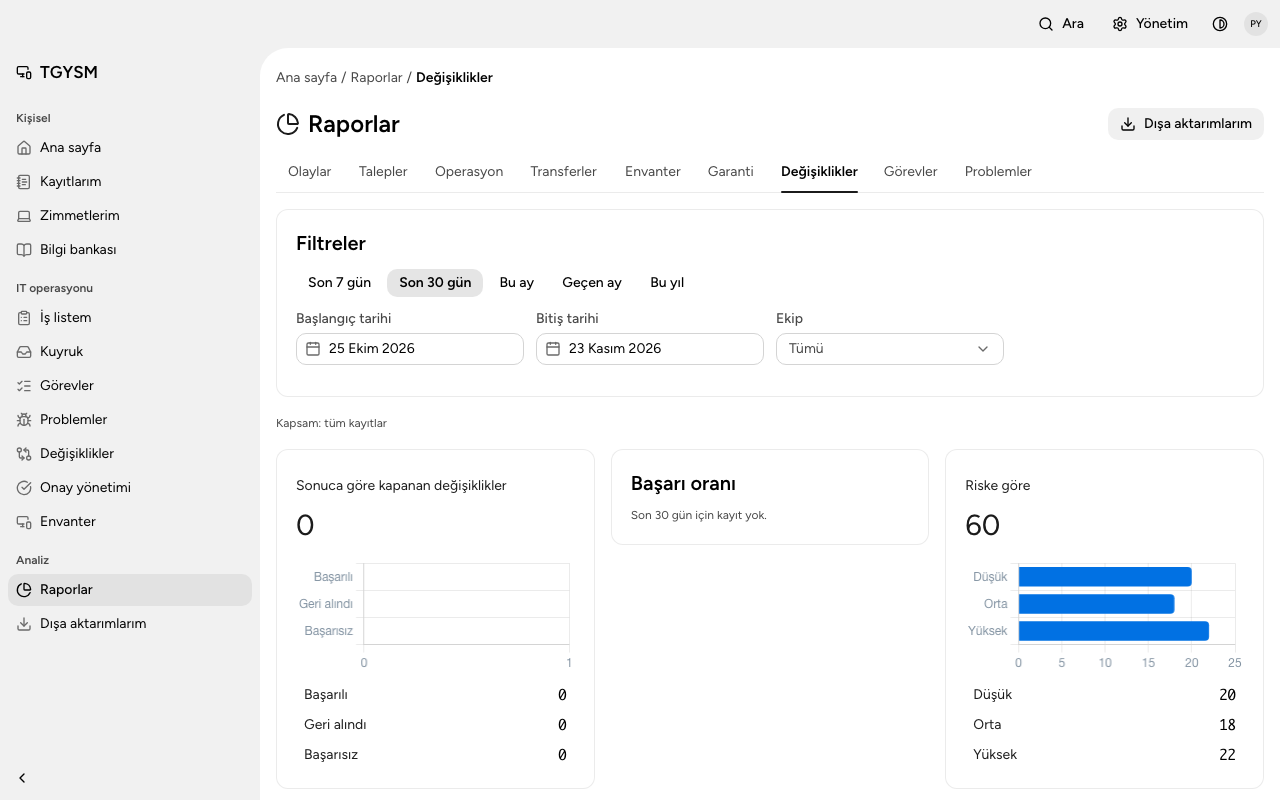 Ara
Yönetim
PY
TGYSM
Kişisel
Ana sayfa
Kayıtlarım
Zimmetlerim
Bilgi bankası
IT operasyonu
İş listem
Kuyruk
Görevler
Problemler
Değişiklikler
Onay yönetimi
Envanter
Analiz
Raporlar
Dışa aktarımlarım
Ana sayfa / Raporlar / Değişiklikler
Raporlar
Dışa aktarımlarım
Olaylar Talepler Operasyon Transferler Envanter Garanti Değişiklikler Görevler Problemler
Filtreler
Son 7 gün Son 30 gün Bu ay Geçen ay Bu yıl
Başlangıç tarihi Bitiş tarihi Ekip
25 Ekim 2026 23 Kasım 2026 Tümü
Kapsam: tüm kayıtlar
Sonuca göre kapanan değişiklikler
0
Başarılı
Geri alındı
Başarısız
0 1
Başarılı 0
Geri alındı 0
Başarısız 0
Başarı oranı
Son 30 gün için kayıt yok.
Riske göre
60
Düşük
Orta
Yüksek
0 5 10 15 20 25
Düşük 20
Orta 18
Yüksek 22